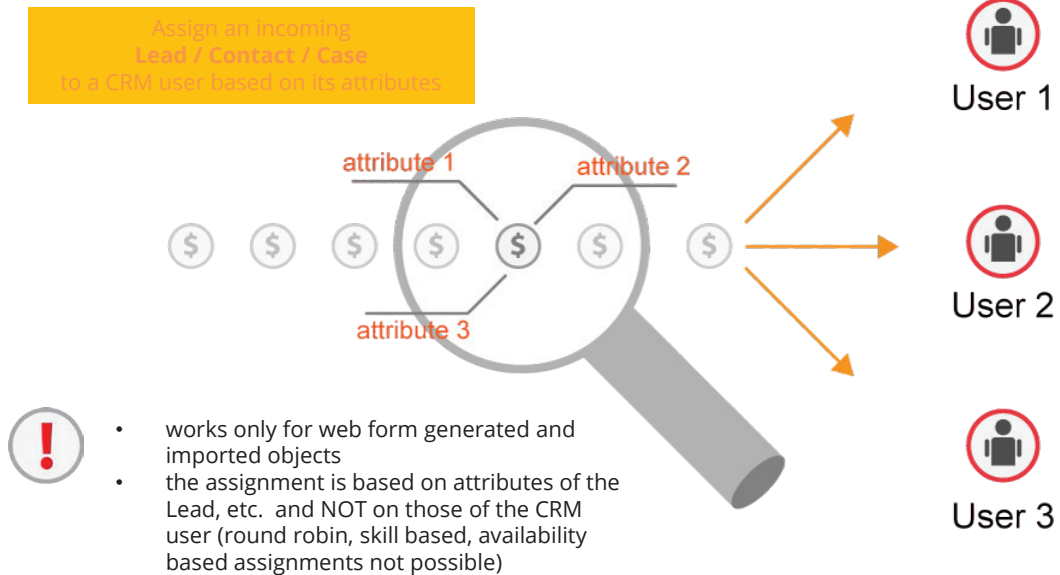 Assign an incoming
Lead / Contact / Case
to a CRM user based on its attributes
User 1
attribute 1
attribute 2
$ $ $ $ $ $ $
User 2
attribute 3
!
• works only for web form generated and
imported objects
• the assignment is based on attributes of the
Lead, etc. and NOT on those of the CRM
user (round robin, skill based, availability
based assignments not possible)
User 3